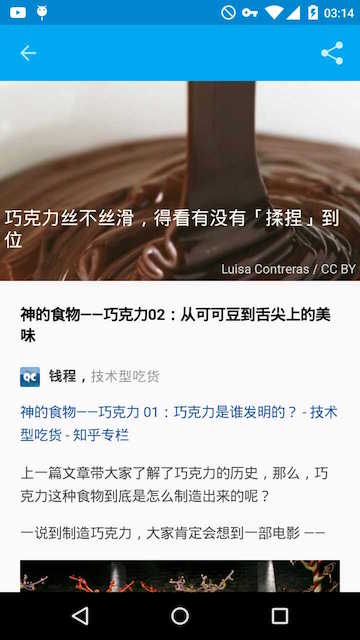 03:14
巧克力丝不丝滑，得看有没有「揉捏」到
位
Luisa Contreras / CC BY
神的食物——巧克力02：从可可豆到舌尖上的美
味
QC 钱程，技术型吃货
神的食物——巧克力 01：巧克力是谁发明的？ - 技术
型吃货 - 知乎专栏
上一篇文章带大家了解了巧克力的历史，那么，巧
克力这种食物到底是怎么制造出来的呢？
一说到制造巧克力，大家肯定会想到一部电影 ——